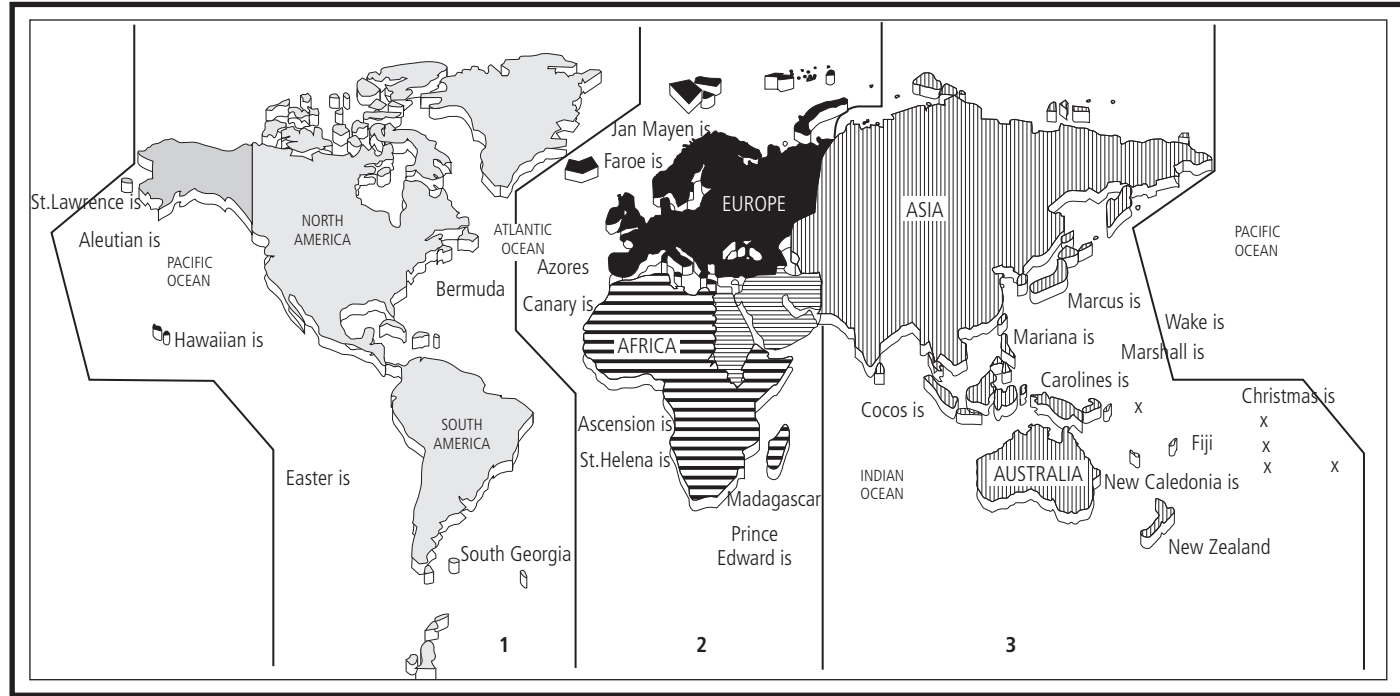 Jan Mayen is
Faroe is
St.Lawrence is
Aleutian is
NORTH
AMERICA
PACIFIC
OCEAN
ATLANTIC
OCEAN
EUROPE
ASIA
PACIFIC
OCEAN
Azores
Bermuda
Canary is
Hawaiian is
AFRICA
Marcus is
Wake is
Mariana is
Marshall is
Carolines is
Christmas is
Cocos is
x
x
SOUTH
AMERICA
Ascension is
St.Helena is
Fiji
x
x
x
Easter is
INDIAN
OCEAN
AUSTRALIA
New Caledonia is
Madagascar
Prince
Edward is
South Georgia
New Zealand
1
2
3